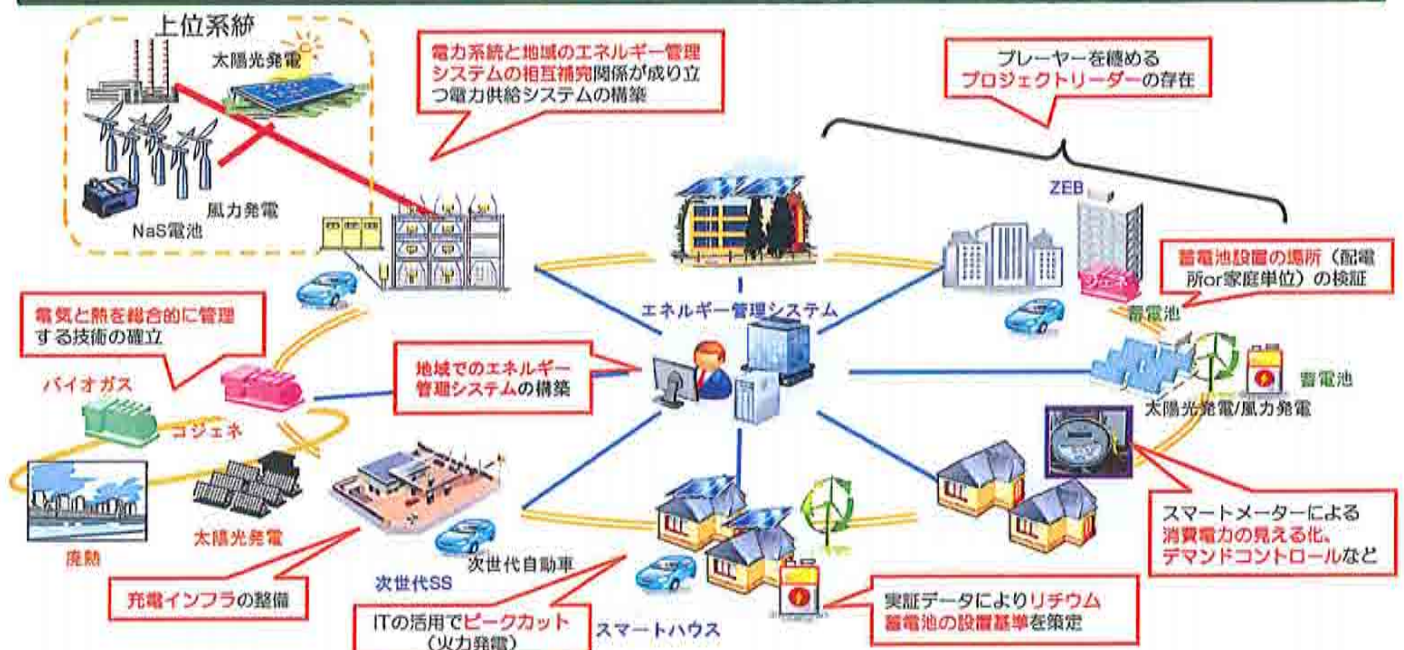 上位系統
太陽光発電
風力発電
NaS電池
電力系統と地域のエネルギー管理
システムの相互補完関係が成り立
つ電力供給システムの構築
プレーヤーを纏める
プロジェクトリーダーの存在
ZEB
蓄電池設置の場所（配電
所or家庭単位）の検証
ジェネ
蓄電池
エネルギー管理システム
電気と熱を総合的に管理
する技術の確立
地域でのエネルギー
管理システムの構築
バイオガス
コジェネ
蓄電池
太陽光発電/風力発電
廃熱
太陽光発電
充電インフラの整備
次世代SS
次世代自動車
ITの活用でピークカット
（火力発電）
スマートハウス
実証データによりリチウム
蓄電池の設置基準を策定
スマートメーターによる
消費電力の見える化、
デマンドコントロールなど